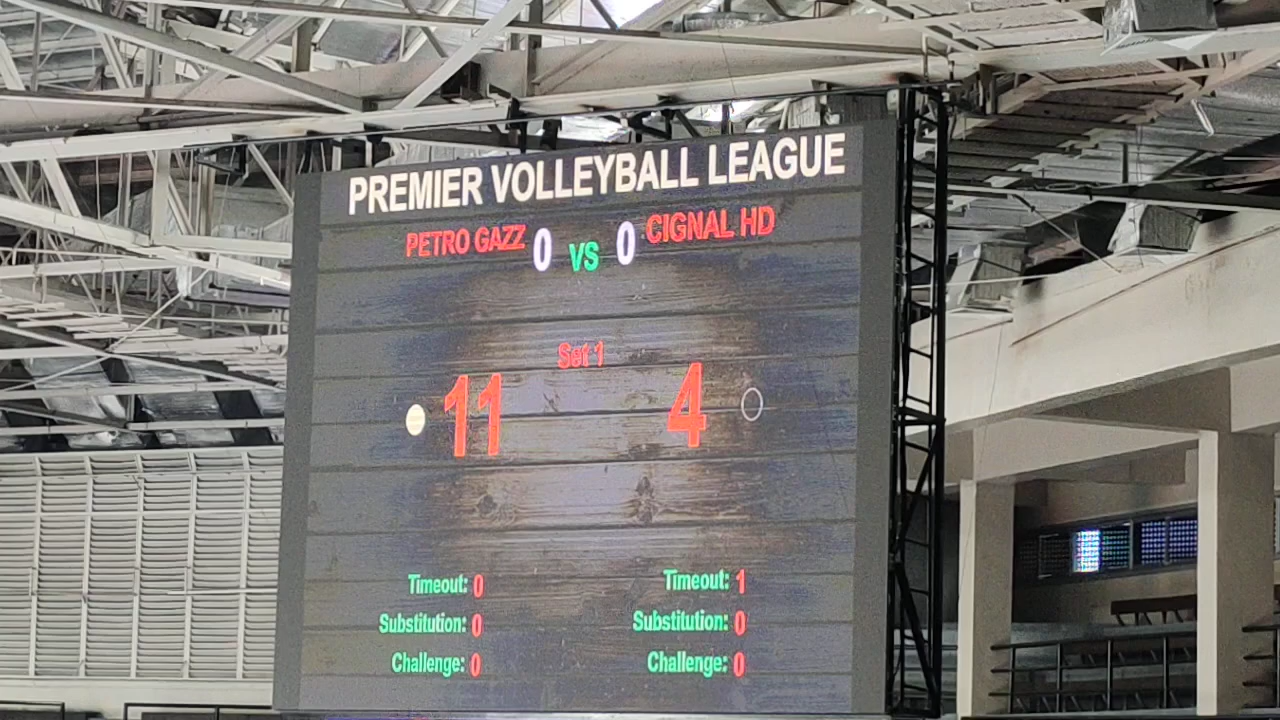 PREMIER VOLLEYBALL LEAGUE
PETRO GAZZ 0 VS 0 CIGNAL HD
Set 1
11 4
Timeout: 0 Timeout: 1
Substitution: 0 Substitution: 0
Challenge: 0 Challenge: 0